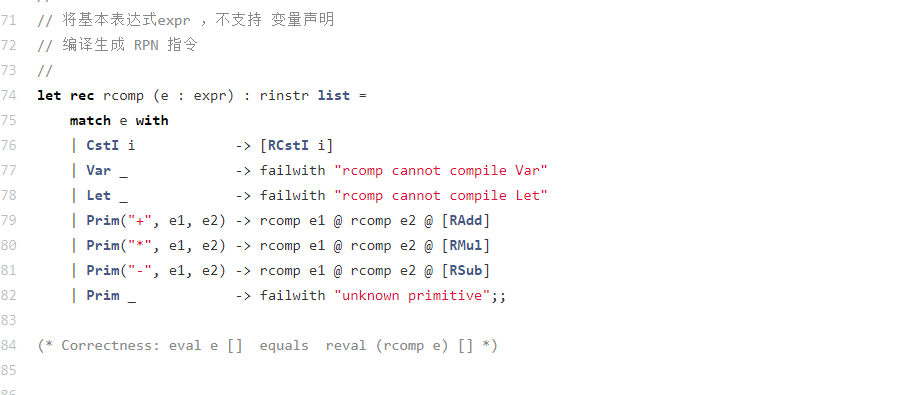 71 // 将基本表达式expr ，不支持 变量声明
72 // 编译生成 RPN 指令
73 //
74 let rec rcomp (e : expr) : rinstr list =
75     match e with
76     | CstI i            -> [RCstI i]
77     | Var _             -> failwith "rcomp cannot compile Var"
78     | Let _             -> failwith "rcomp cannot compile Let"
79     | Prim("+", e1, e2) -> rcomp e1 @ rcomp e2 @ [RAdd]
80     | Prim("*", e1, e2) -> rcomp e1 @ rcomp e2 @ [RMul]
81     | Prim("-", e1, e2) -> rcomp e1 @ rcomp e2 @ [RSub]
82     | Prim _            -> failwith "unknown primitive";;
83
84 (* Correctness: eval e []  equals  reval (rcomp e) [] *)
85